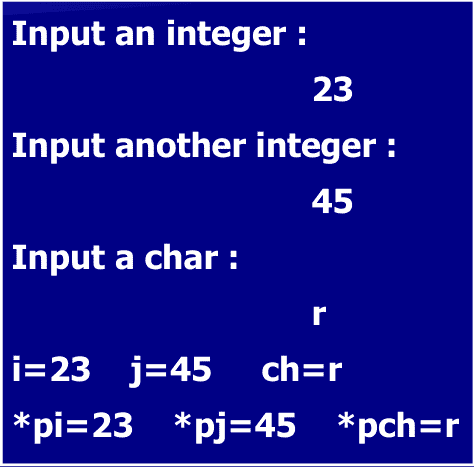 Input an integer :
23
Input another integer :
45
Input a char :
r
i=23 j=45 ch=r
*pi=23 *pj=45 *pch=r